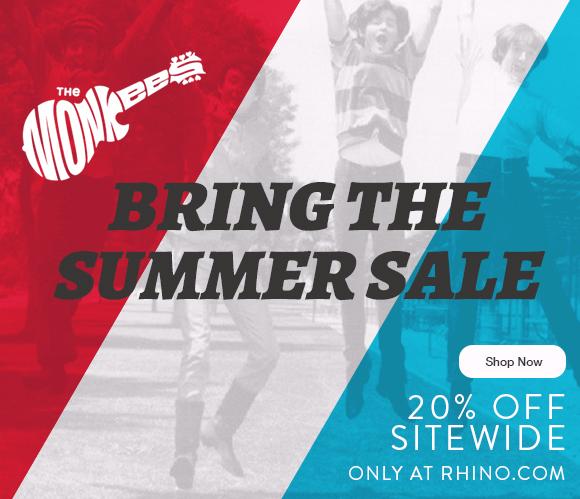 THE
MONKEES
BRING THE
SUMMER SALE
Shop Now
20% OFF
SITEWIDE
ONLY AT RHINO.COM